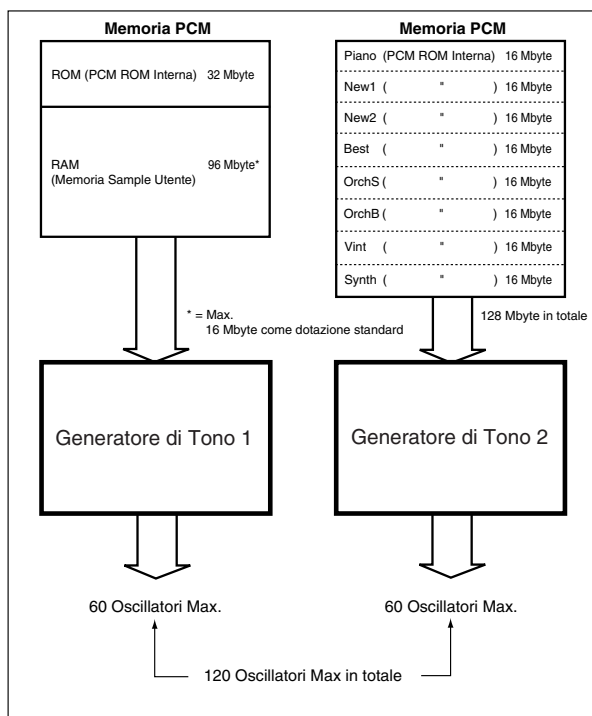 Memoria PCM
ROM (PCM ROM Interna) 32 Mbyte
RAM 96 Mbyte*
(Memoria Sample Utente)
* = Max.
16 Mbyte come dotazione standard
Generatore di Tono 1
60 Oscillatori Max.
Memoria PCM
Piano (PCM ROM Interna) 16 Mbyte
New1 ( " ) 16 Mbyte
New2 ( " ) 16 Mbyte
Best ( " ) 16 Mbyte
OrchS ( " ) 16 Mbyte
OrchB ( " ) 16 Mbyte
Vint ( " ) 16 Mbyte
Synth ( " ) 16 Mbyte
128 Mbyte in totale
Generatore di Tono 2
60 Oscillatori Max.
120 Oscillatori Max in totale